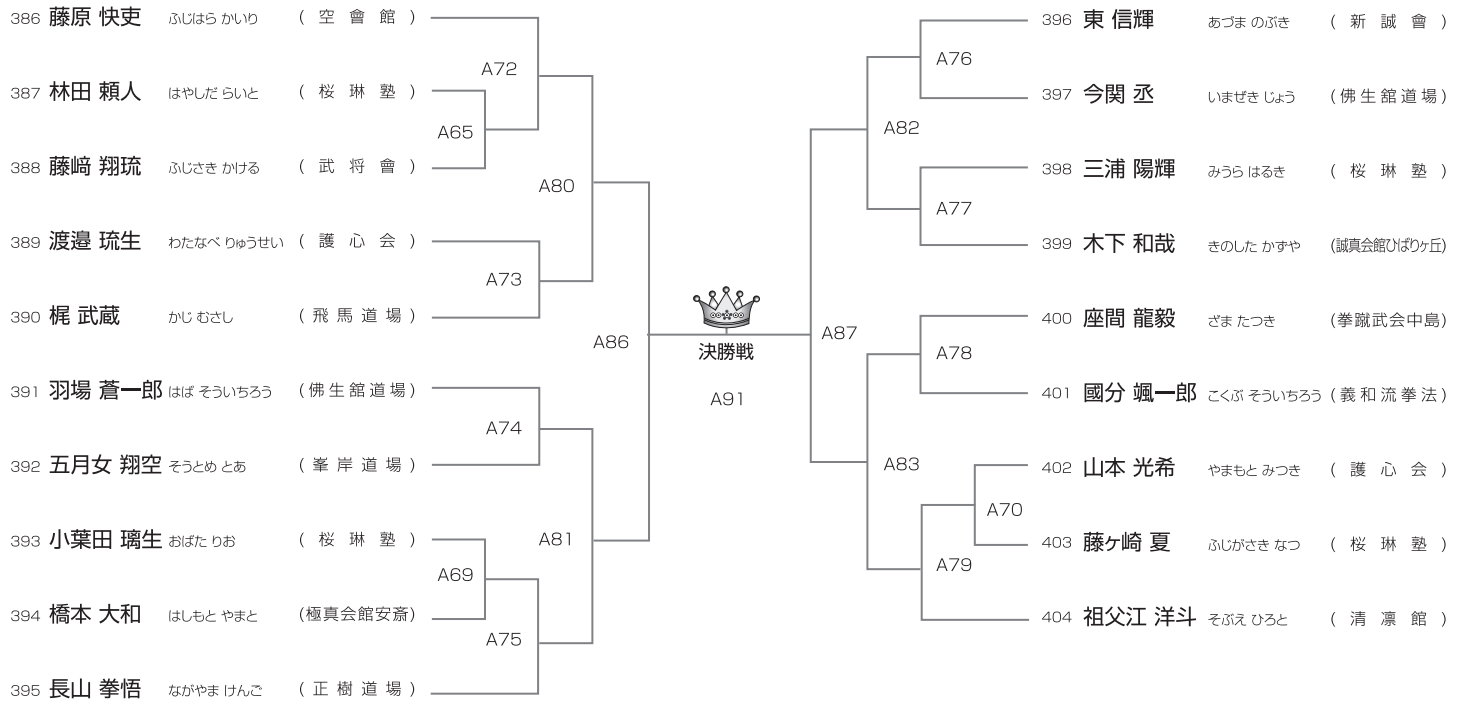 386 藤原 快吏 ふじはら かいり ( 空 會 館 )
387 林田 頼人 はやしだ らいと ( 桜 琳 塾 )
388 藤﨑 翔琉 ふじさき かける ( 武 将 會 )
389 渡邉 琉生 わたなべ りゅうせい ( 護 心 会 )
390 梶 武蔵 かじ むさし ( 飛 馬 道 場 )
391 羽場 蒼一郎 はば そういちろう (佛生舘道場)
392 五月女 翔空 そうとめ とあ ( 峯 岸 道 場 )
393 小葉田 璃生 おばた りお ( 桜 琳 塾 )
394 橋本 大和 はしもと やまと (極真会館安斎)
395 長山 拳悟 ながやま けんご ( 正 樹 道 場 )
A72
A65
A80
A73
A86
A74
A81
A69
A75
決勝戦
A91
A76
A82
A77
A87
A78
A83
A70
A79
396 東 信輝 あづま のぶき ( 新 誠 會 )
397 今関 丞 いまぜき じょう (佛生舘道場)
398 三浦 陽輝 みうら はるき ( 桜 琳 塾 )
399 木下 和哉 きのした かずや (誠真会館ひばりヶ丘)
400 座間 龍毅 ざま たつき (拳蹴武会中島)
401 國分 颯一郎 こくぶ そういちろう (義和流拳法)
402 山本 光希 やまもと みつき ( 護 心 会 )
403 藤ヶ崎 夏 ふじがさき なつ ( 桜 琳 塾 )
404 祖父江 洋斗 そぶえ ひろと ( 清 凛 館 )